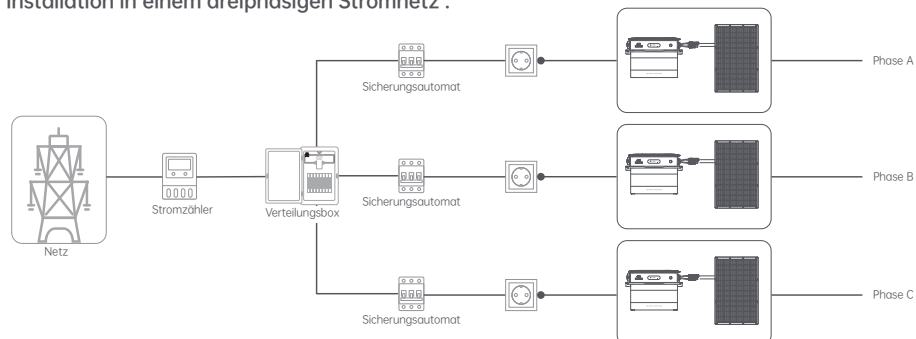 Installation in einem dreiphasigen Stromnetz :
Sicherungsautomat
Phase A
Sicherungsautomat
Phase B
Stromzähler
Verteilungsbox
Netz
Sicherungsautomat
Phase C